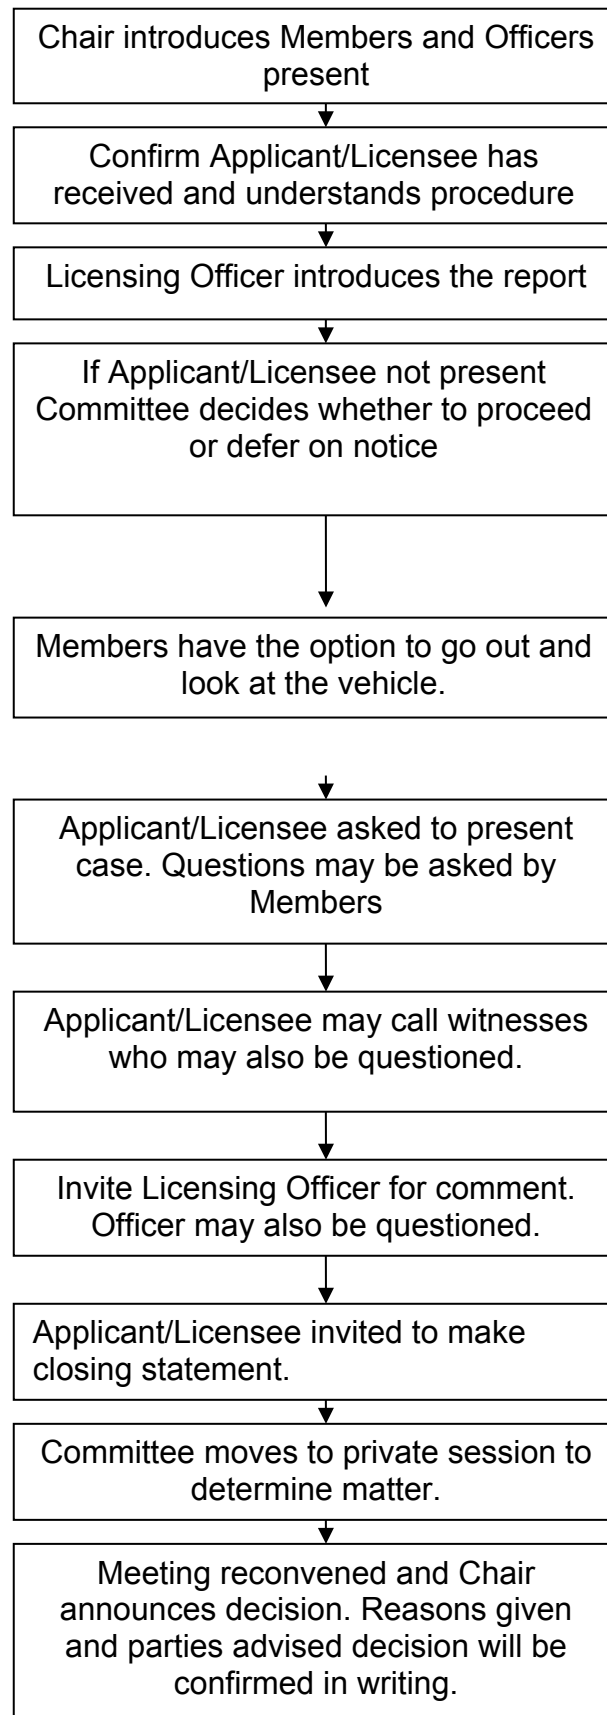 Chair introduces Members and Officers
present
Confirm Applicant/Licensee has
received and understands procedure
Licensing Officer introduces the report
If Applicant/Licensee not present
Committee decides whether to proceed
or defer on notice
Members have the option to go out and
look at the vehicle.
Applicant/Licensee asked to present
case. Questions may be asked by
Members
Applicant/Licensee may call witnesses
who may also be questioned.
Invite Licensing Officer for comment.
Officer may also be questioned.
Applicant/Licensee invited to make
closing statement.
Committee moves to private session to
determine matter.
Meeting reconvened and Chair
announces decision. Reasons given
and parties advised decision will be
confirmed in writing.